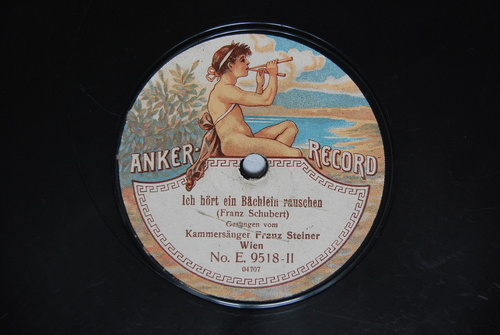 ANKER-RECORD
Ich hört ein Bächlein rauschen
(Franz Schubert)
Gesungen vom
Kammersänger Franz Steiner
Wien
No. E. 9518-II
04707